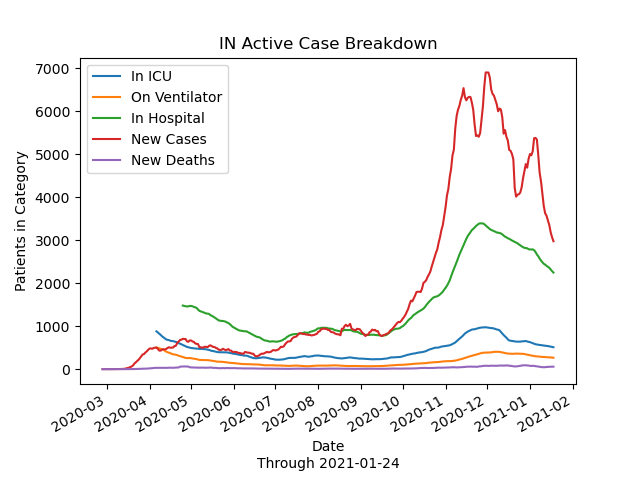 IN Active Case Breakdown
In ICU
On Ventilator
In Hospital
New Cases
New Deaths
Patients in Category
7000
6000
5000
4000
3000
2000
1000
0
2020-03
2020-04
2020-05
2020-06
2020-07
2020-08
2020-09
2020-10
2020-11
2020-12
2021-01
2021-02
Date
Through 2021-01-24